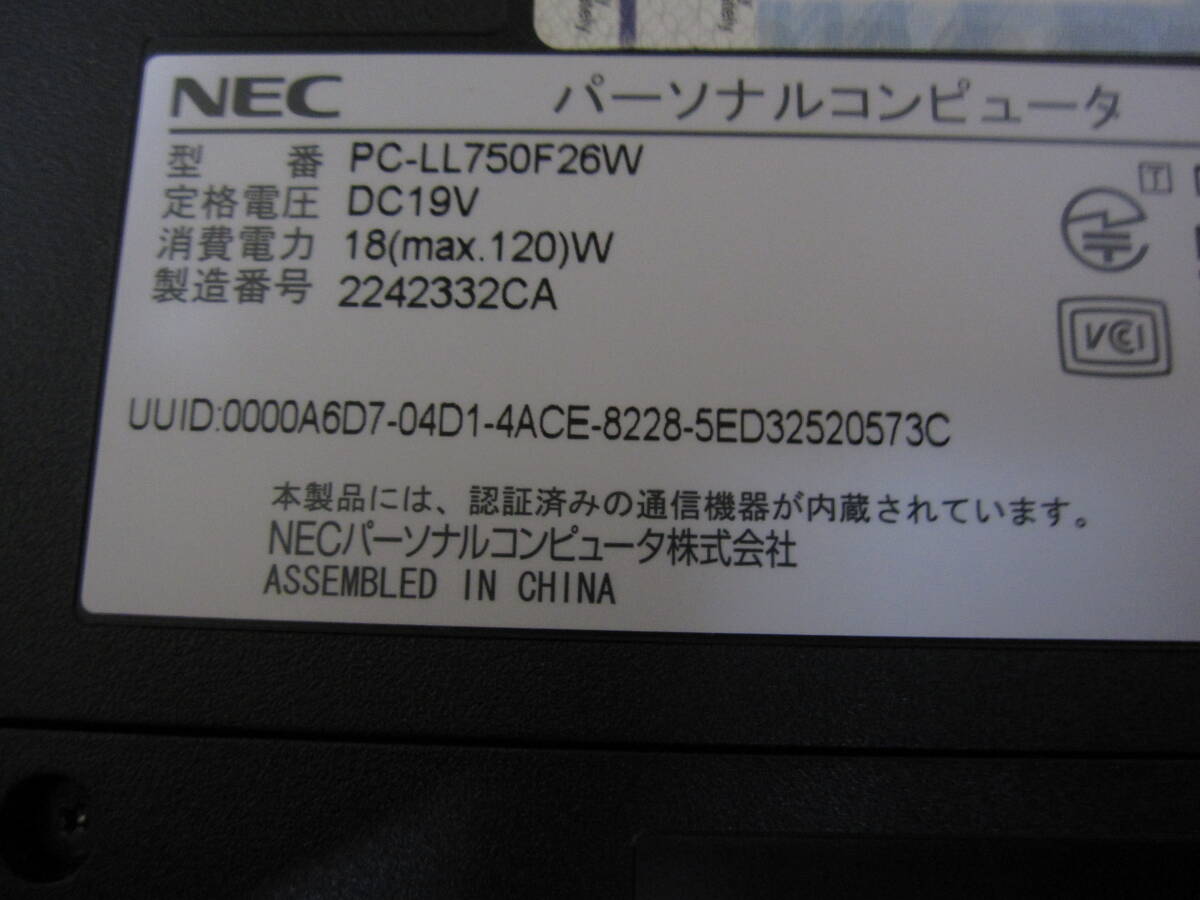 NEC パーソナルコンピュータ
型 番 PC-LL750F26W
定格電圧 DC19V
消費電力 18(max.120)W
製造番号 2242332CA
T
VCCI
UUID:0000A6D7-04D1-4ACE-8228-5ED32520573C
本製品には、認証済みの通信機器が内蔵されています。
NECパーソナルコンピュータ株式会社
ASSEMBLED IN CHINA